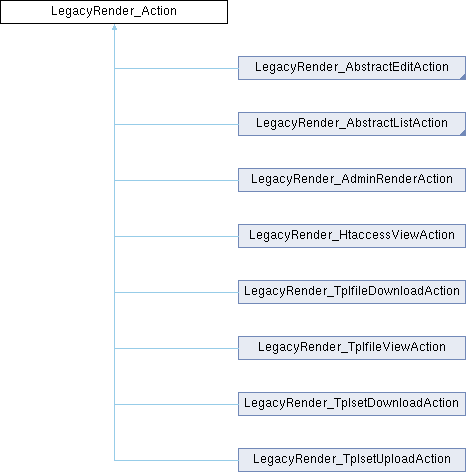 LegacyRender_Action
LegacyRender_AbstractEditAction
LegacyRender_AbstractListAction
LegacyRender_AdminRenderAction
LegacyRender_HtaccessViewAction
LegacyRender_TplfileDownloadAction
LegacyRender_TplfileViewAction
LegacyRender_TplsetDownloadAction
LegacyRender_TplsetUploadAction